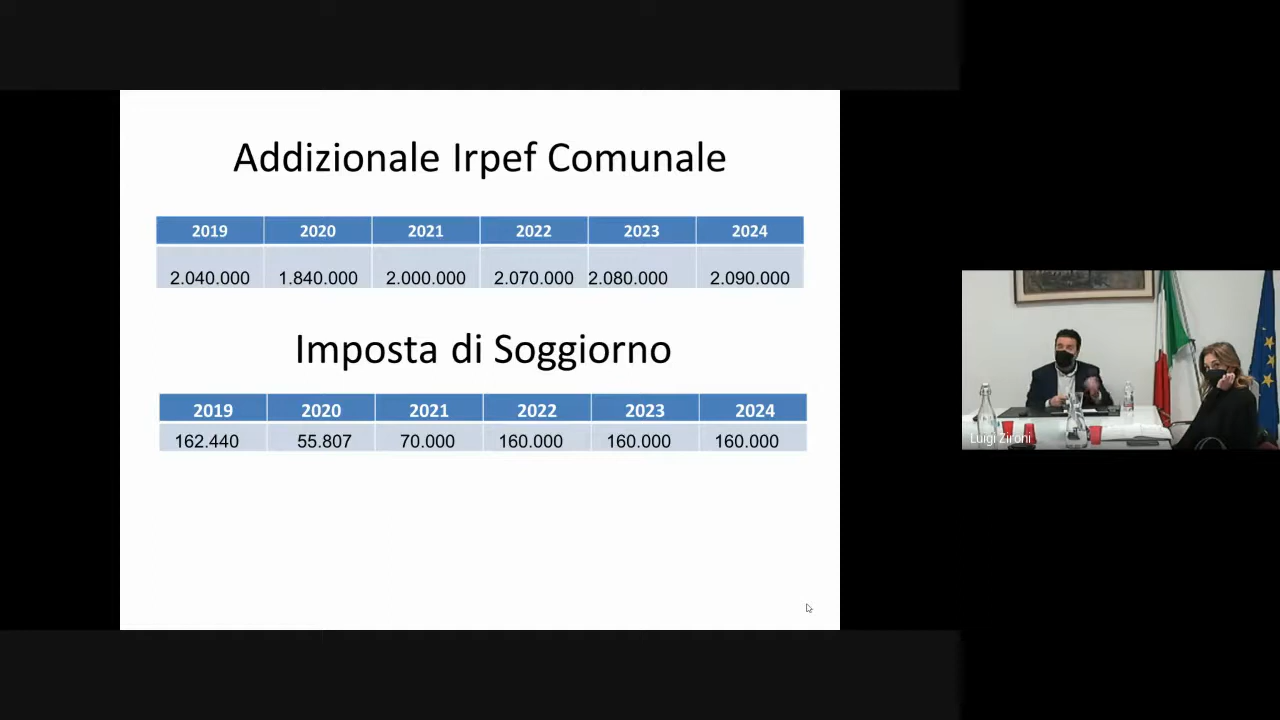 Addizionale Irpef Comunale
2019 2020 2021 2022 2023 2024
2.040.000 1.840.000 2.000.000 2.070.000 2.080.000 2.090.000
Imposta di Soggiorno
2019 2020 2021 2022 2023 2024
162.440 55.807 70.000 160.000 160.000 160.000
Luigi Zironi